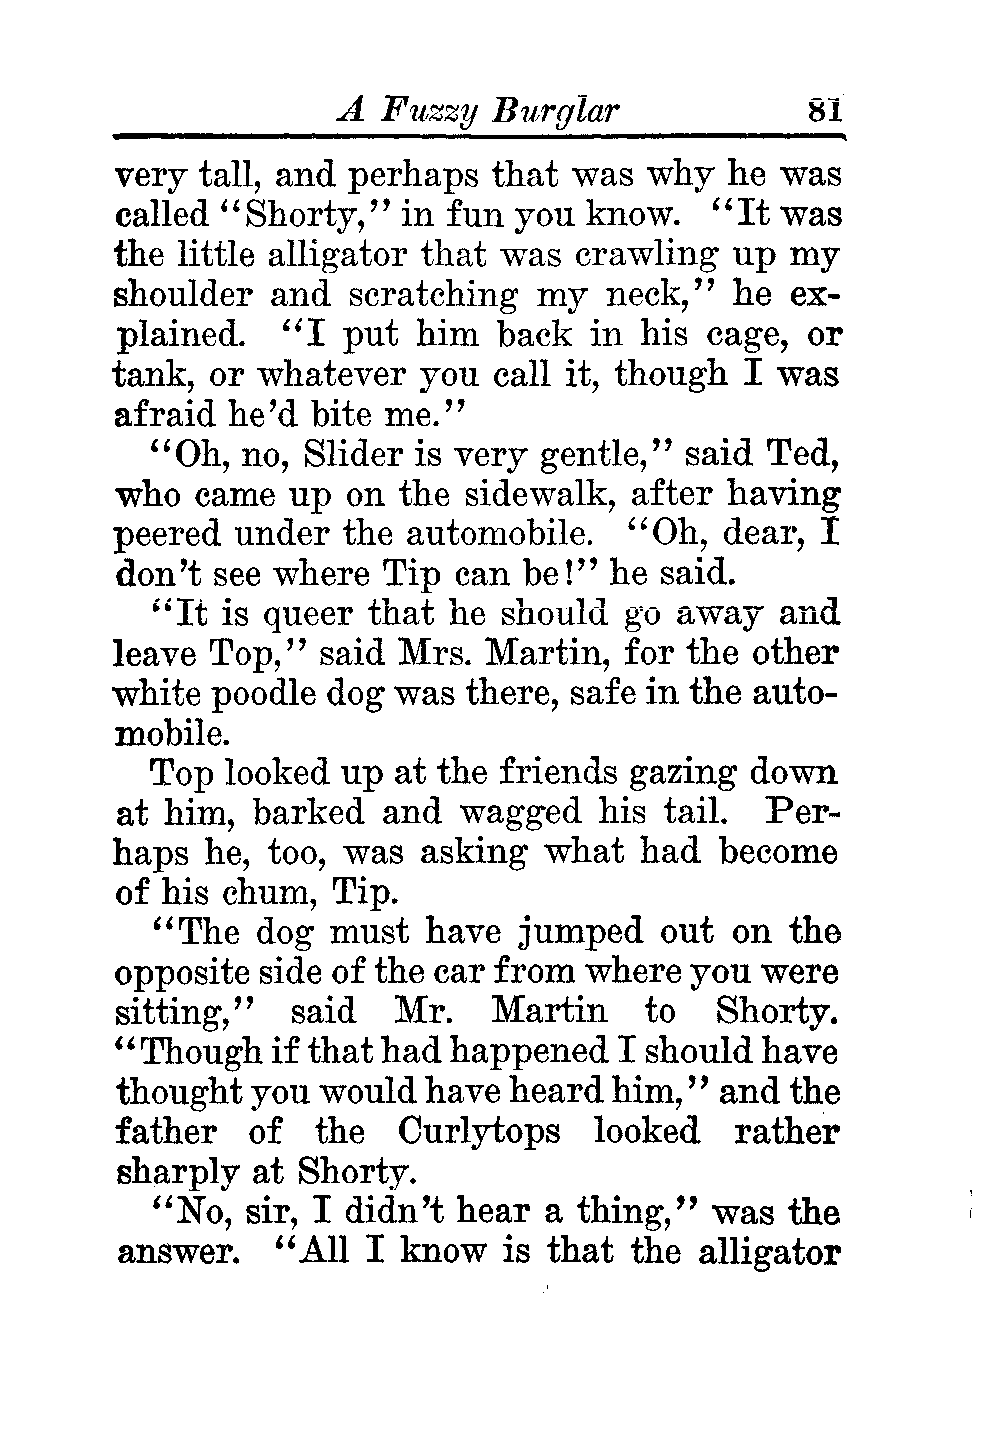 A Fuzzy Burglar 81
very tall, and perhaps that was why he was
called "Shorty," in fun you know. "It was
the little alligator that was crawling up my
shoulder and scratching my neck," he ex-
plained. "I put him back in his cage, or
tank, or whatever you call it, though I was
afraid he'd bite me."
"Oh, no, Slider is very gentle," said Ted,
who came up on the sidewalk, after having
peered under the automobile. "Oh, dear, I
don't see where Tip can be!" he said.
"It is queer that he should go away and
leave Top," said Mrs. Martin, for the other
white poodle dog was there, safe in the auto-
mobile.
Top looked up at the friends gazing down
at him, barked and wagged his tail. Per-
haps he, too, was asking what had become
of his chum, Tip.
"The dog must have jumped out on the
opposite side of the car from where you were
sitting," said Mr. Martin to Shorty.
"Though if that had happened I should have
thought you would have heard him," and the
father of the Curlytops looked rather
sharply at Shorty.
"No, sir, I didn't hear a thing," was the
answer. "All I know is that the alligator